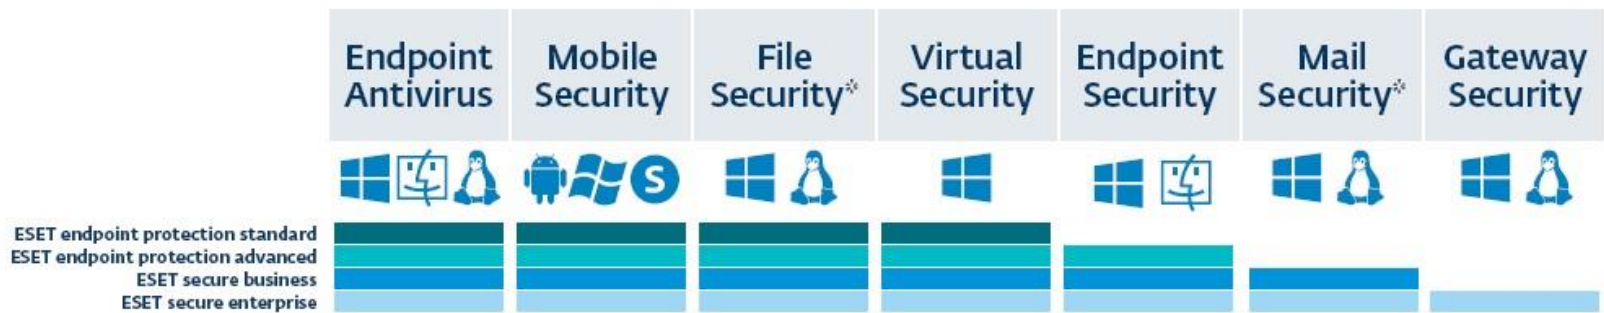 Endpoint
Antivirus
Mobile
Security
File
Security*
Virtual
Security
Endpoint
Security
Mail
Security*
Gateway
Security
S
ESET endpoint protection standard
ESET endpoint protection advanced
ESET secure business
ESET secure enterprise